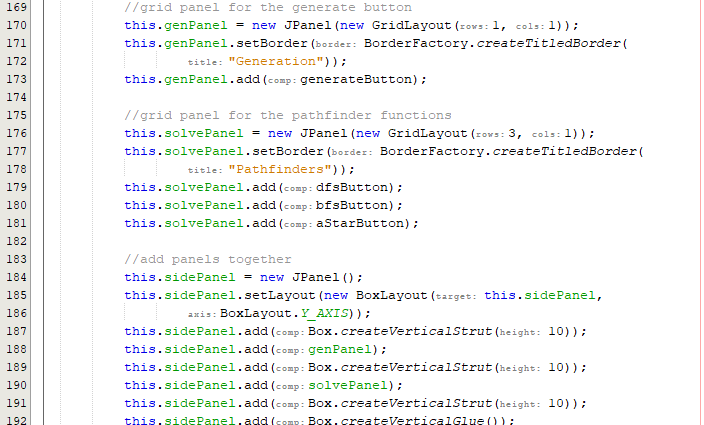 169 //grid panel for the generate button
170 this.genPanel = new JPanel(new GridLayout(rows: 1, cols: 1));
171 this.genPanel.setBorder(border: BorderFactory.createTitledBorder(
172 title: "Generation"));
173 this.genPanel.add(comp: generateButton);
174
175 //grid panel for the pathfinder functions
176 this.solvePanel = new JPanel(new GridLayout(rows: 3, cols: 1));
177 this.solvePanel.setBorder(border: BorderFactory.createTitledBorder(
178 title: "Pathfinders"));
179 this.solvePanel.add(comp: dfsButton);
180 this.solvePanel.add(comp: bfsButton);
181 this.solvePanel.add(comp: aStarButton);
182
183 //add panels together
184 this.sidePanel = new JPanel();
185 this.sidePanel.setLayout(new BoxLayout(target: this.sidePanel,
186 axis: BoxLayout.Y_AXIS));
187 this.sidePanel.add(comp: Box.createVerticalStrut(height: 10));
188 this.sidePanel.add(comp: genPanel);
189 this.sidePanel.add(comp: Box.createVerticalStrut(height: 10));
190 this.sidePanel.add(comp: solvePanel);
191 this.sidePanel.add(comp: Box.createVerticalStrut(height: 10));
192 this.sidePanel.add(comp: Box.createVerticalGlue());